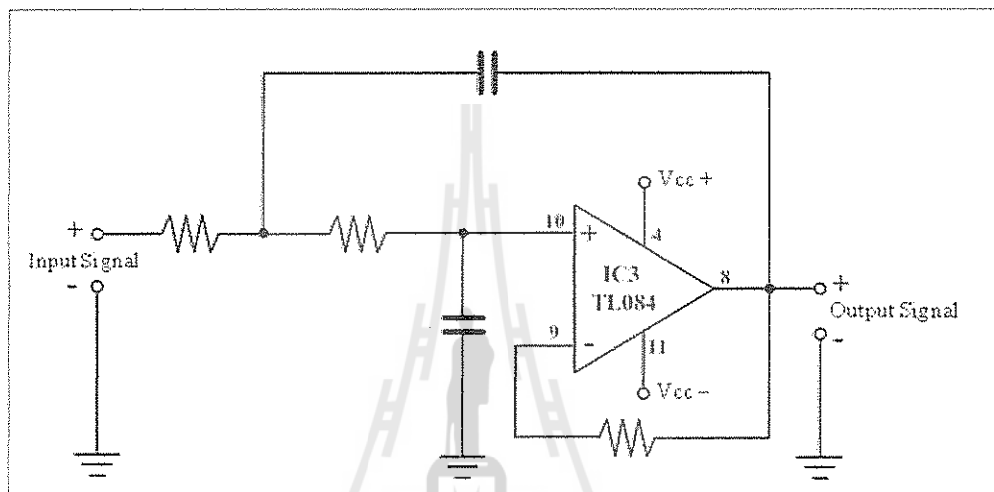 Vcc +
+
10
+
4
Input Signal
IC3
8
+
-
TL084
Output Signal
9
-
11
-
Vcc -